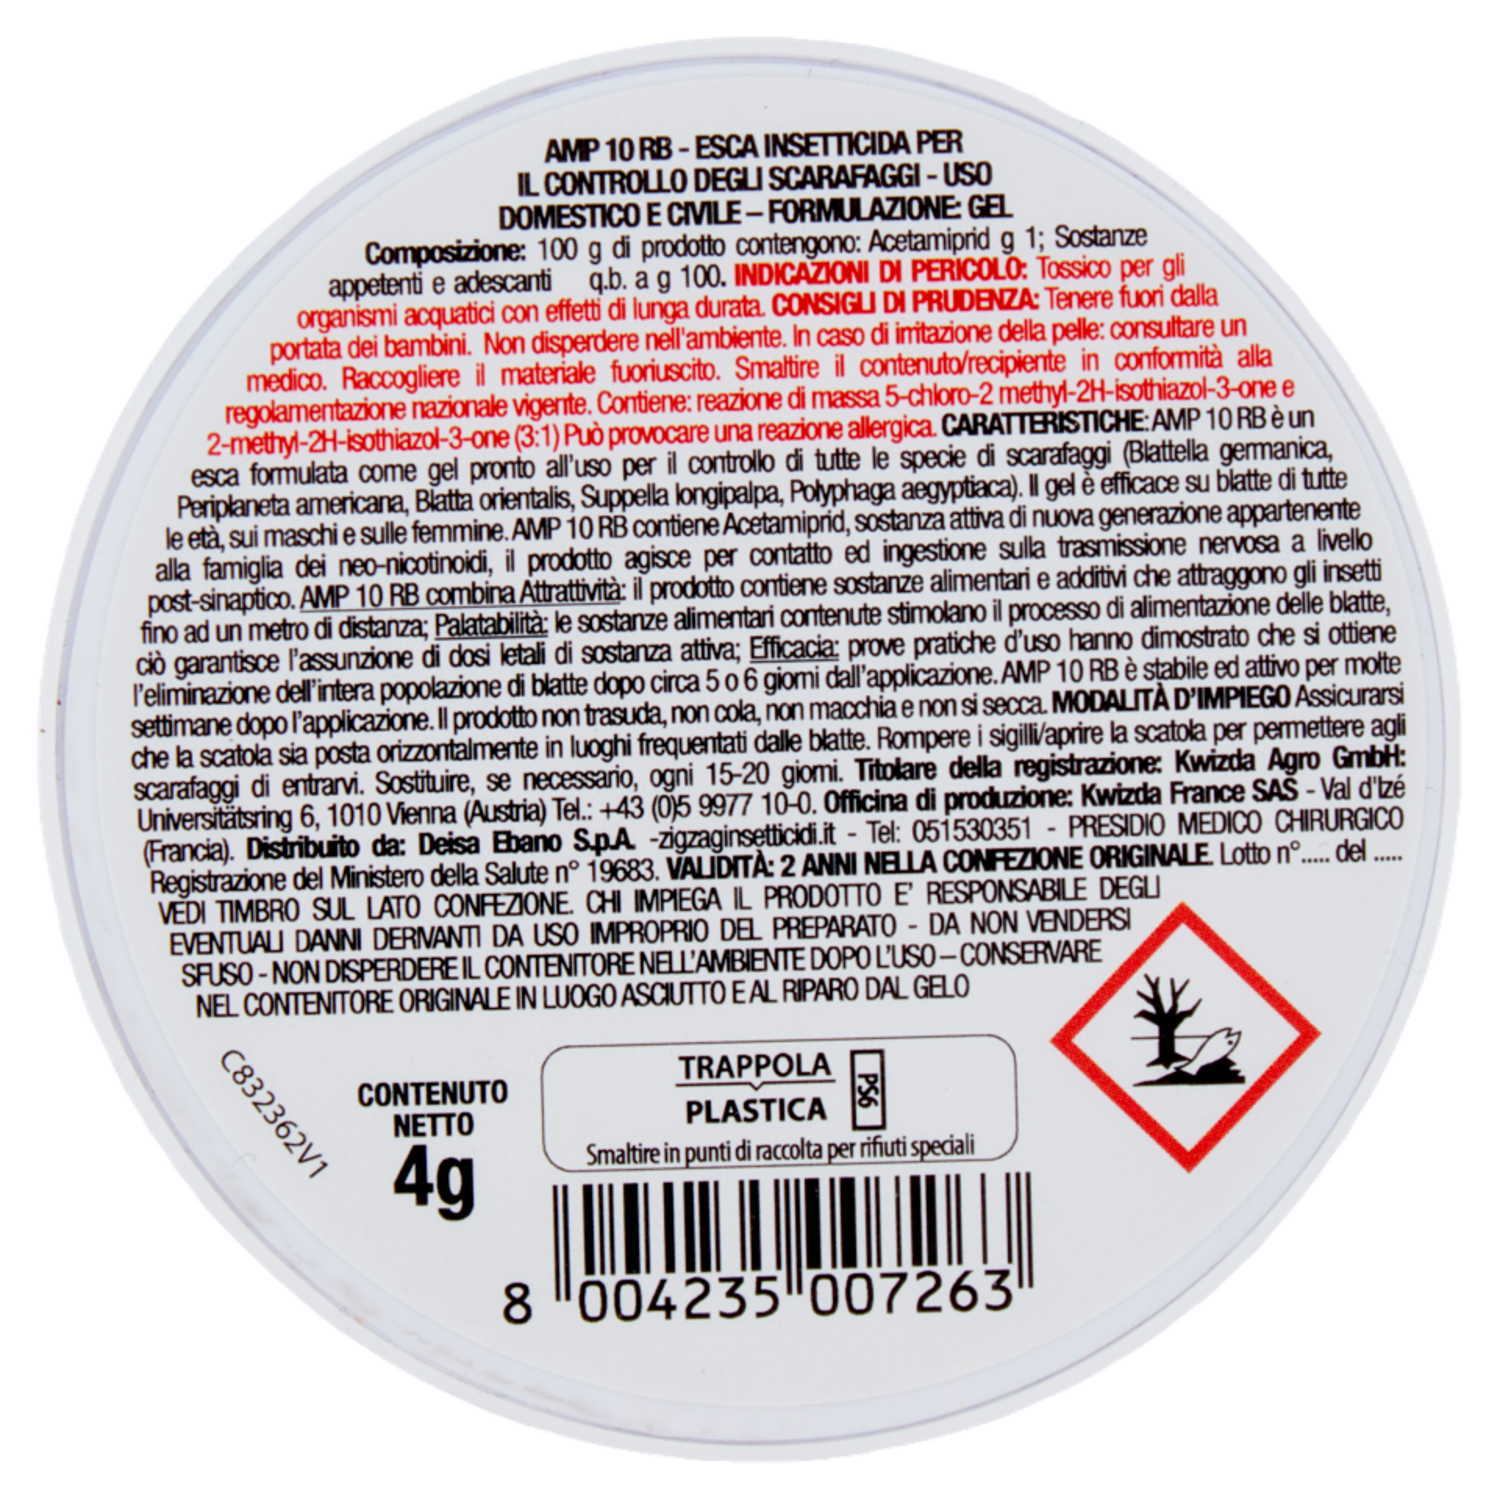 AMP 10 RB - ESCA INSETTICIDA PER
IL CONTROLLO DEGLI SCARAFAGGI - USO
DOMESTICO E CIVILE – FORMULAZIONE: GEL
Composizione: 100 g di prodotto contengono: Acetamiprid g 1; Sostanze
appetenti e adescanti q.b. a g 100. INDICAZIONI DI PERICOLO: Tossico per gli
organismi acquatici con effetti di lunga durata. CONSIGLI DI PRUDENZA: Tenere fuori dalla
portata dei bambini. Non disperdere nell'ambiente. In caso di irritazione della pelle: consultare un
medico. Raccogliere il materiale fuoriuscito. Smaltire il contenuto/recipiente in conformità alla
regolamentazione nazionale vigente. Contiene: reazione di massa 5-chloro-2 methyl-2H-isothiazol-3-one e
2-methyl-2H-isothiazol-3-one (3:1) Può provocare una reazione allergica. CARATTERISTICHE: AMP 10 RB è un
esca formulata come gel pronto all'uso per il controllo di tutte le specie di scarafaggi (Blattella germanica,
Periplaneta americana, Blatta orientalis, Suppella longipalpa, Polyphaga aegyptiaca). Il gel è efficace su blatte di tutte
le età, sui maschi e sulle femmine. AMP 10 RB contiene Acetamiprid, sostanza attiva di nuova generazione appartenente
alla famiglia dei neo-nicotinoidi, il prodotto agisce per contatto ed ingestione sulla trasmissione nervosa a livello
post-sinaptico. AMP 10 RB combina Attrattività: il prodotto contiene sostanze alimentari e additivi che attraggono gli insetti
fino ad un metro di distanza; Palatabilità: le sostanze alimentari contenute stimolano il processo di alimentazione delle blatte,
ciò garantisce l'assunzione di dosi letali di sostanza attiva; Efficacia: prove pratiche d'uso hanno dimostrato che si ottiene
l'eliminazione dell'intera popolazione di blatte dopo circa 5 o 6 giorni dall'applicazione. AMP 10 RB è stabile ed attivo per molte
settimane dopo l'applicazione. Il prodotto non trasuda, non cola, non macchia e non si secca. MODALITÀ D'IMPIEGO Assicurarsi
che la scatola sia posta orizzontalmente in luoghi frequentati dalle blatte. Rompere i sigilli/aprire la scatola per permettere agli
scarafaggi di entrarvi. Sostituire, se necessario, ogni 15-20 giorni. Titolare della registrazione: Kwizda Agro GmbH:
Universitätsring 6, 1010 Vienna (Austria) Tel.: +43 (0)5 9977 10-0. Officina di produzione: Kwizda France SAS - Val d'Izé
(Francia). Distribuito da: Deisa Ebano S.p.A. -zigzaginsetticidi.it - Tel: 051530351 - PRESIDIO MEDICO CHIRURGICO
Registrazione del Ministero della Salute n° 19683. VALIDITÀ: 2 ANNI NELLA CONFEZIONE ORIGINALE. Lotto n°..... del .....
VEDI TIMBRO SUL LATO CONFEZIONE. CHI IMPIEGA IL PRODOTTO E' RESPONSABILE DEGLI
EVENTUALI DANNI DERIVANTI DA USO IMPROPRIO DEL PREPARATO - DA NON VENDERSI
SFUSO - NON DISPERDERE IL CONTENITORE NELL'AMBIENTE DOPO L'USO – CONSERVARE
NEL CONTENITORE ORIGINALE IN LUOGO ASCIUTTO E AL RIPARO DAL GELO
C832362V1
CONTENUTO
NETTO
4g
TRAPPOLA
PLASTICA
PS6
Smaltire in punti di raccolta per rifiuti speciali
8 004235 007263